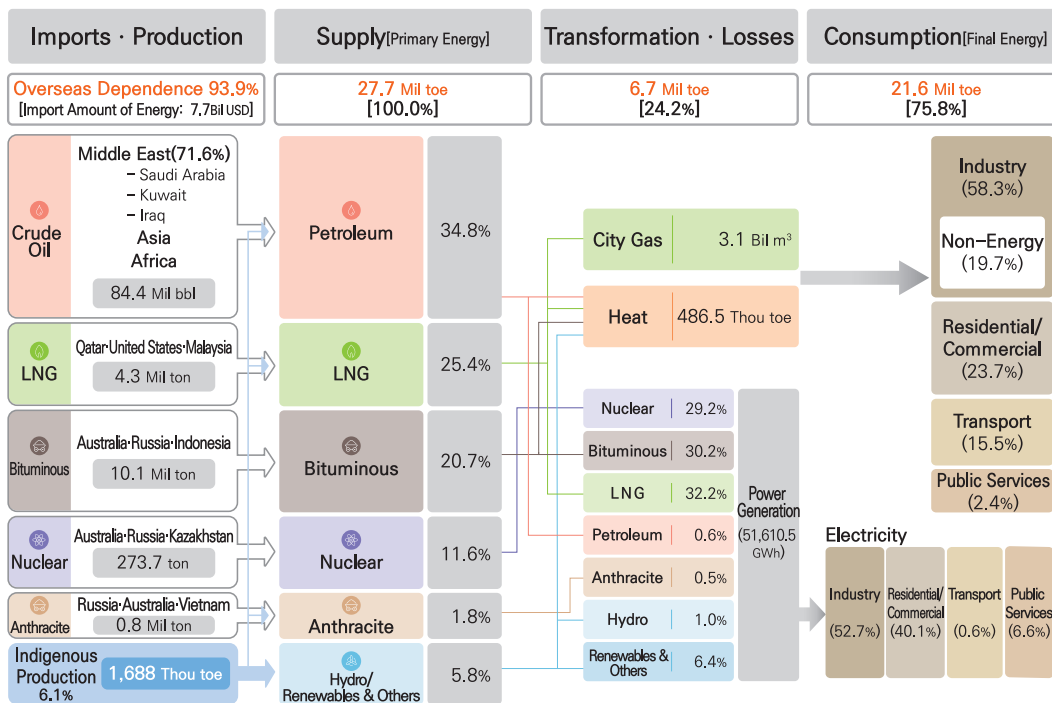 Imports · Production
Supply[Primary Energy]
Transformation · Losses
Consumption[Final Energy]
Overseas Dependence 93.9%
[Import Amount of Energy: 7.7Bil USD]
27.7 Mil toe
[100.0%]
6.7 Mil toe
[24.2%]
21.6 Mil toe
[75.8%]
Crude
Oil
Middle East(71.6%)
– Saudi Arabia
– Kuwait
– Iraq
Asia
Africa
84.4 Mil bbl
LNG
Qatar·United States·Malaysia
4.3 Mil ton
Bituminous
Australia·Russia·Indonesia
10.1 Mil ton
Nuclear
Australia·Russia·Kazakhstan
273.7 ton
Anthracite
Russia·Australia·Vietnam
0.8 Mil ton
Indigenous
Production
6.1%
1,688 Thou toe
Petroleum
34.8%
LNG
25.4%
Bituminous
20.7%
Nuclear
11.6%
Anthracite
1.8%
Hydro/
Renewables & Others
5.8%
City Gas
3.1 Bil m³
Heat
486.5 Thou toe
Nuclear
29.2%
Bituminous
30.2%
LNG
32.2%
Petroleum
0.6%
Anthracite
0.5%
Hydro
1.0%
Renewables &
Others
6.4%
Power
Generation
(51,610.5
GWh)
Industry
(58.3%)
Non-Energy
(19.7%)
Residential/
Commercial
(23.7%)
Transport
(15.5%)
Public Services
(2.4%)
Electricity
Industry
(52.7%)
Residential/
Commercial
(40.1%)
Transport
(0.6%)
Public
Services
(6.6%)